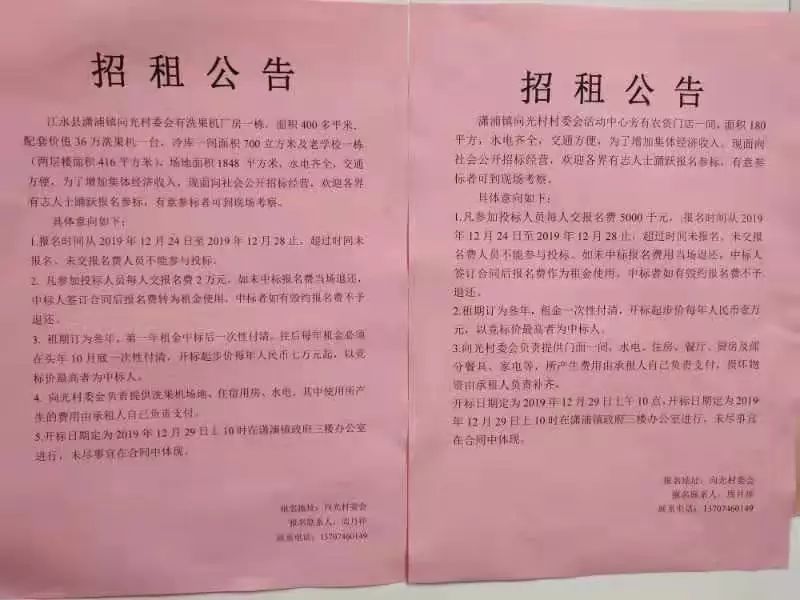 招租公告
江永县潇浦镇向光村委会有洗果机厂房一栋，面积400多平米，
配套价值36万洗果机一台，冷库一间面积700立方米及老学校一栋
（两层楼面积416平方米），场地面积1848 平方米，水电齐全，交通
方便，为了增加集体经济收入，现面向社会公开招标经营，欢迎各界
有志人士踊跃报名参标，有意参标者可到现场考察。
具体意向如下：
1.报名时间从2019年12月24日至2019年12月28止，超过时间未
报名、未交报名费人员不能参与投标。
2. 凡参加投标人员每人交报名费2万元，如未中标报名费当场退还，
中标人签订合同后报名费转为租金使用，中标者如有毁约报名费不予
退还。
3. 租期订为叁年，第一年租金中标后一次性付清，往后每年租金必须
在头年10月底一次性付清，开标起步价每年人民币七万元起，以竞
标价最高者为中标人。
4. 向光村委会负责提供洗果机场地、住宿用房、水电，其中使用所产
生的费用由承租人自己负责支付。
5.开标日期定为2019年12月29日上10时在潇浦镇政府三楼办公室
进行，未尽事宜在合同中体现。
报名地址：向光村委会
报名联系人：周月祥
联系电话：13707460149
招租公告
潇浦镇向光村村委会活动中心旁有农资门店一间，面积180
平方，水电齐全，交通方便，为了增加集体经济收入，现面向
社会公开招标经营，欢迎各界有志人士踊跃报名参标，有意参
标者可到现场考察。
具体意向如下：
1.凡参加投标人员每人交报名费5000于元，报名时间从2019
年12月24日至2019年12月28止，超过时间未报名、未交报
名费人员不能参与投标。如未中标报名费用当场退还，中标人
签订合同后报名费作为租金使用，中标者如有毁约报名费不予
退还。
2.租期订为叁年，租金一次性付清，开标起步价每年人民币壹万
元，以竞标价最高者为中标人。
3.向光村委会负责提供门面一间，水电、住房、餐厅、厨房及部
分餐具、家电等，所产生费用由承租人自己负责支付，损坏物
资由承租人负责补齐。
开标日期定为2019年12月29日上午10点,开标日期定为2019
年12月29日上10时在潇浦镇政府三楼办公室进行，未尽事宜
在合同中体现。
报名地址：向光村委会
报名联系人：周月祥
联系电话：13707460149